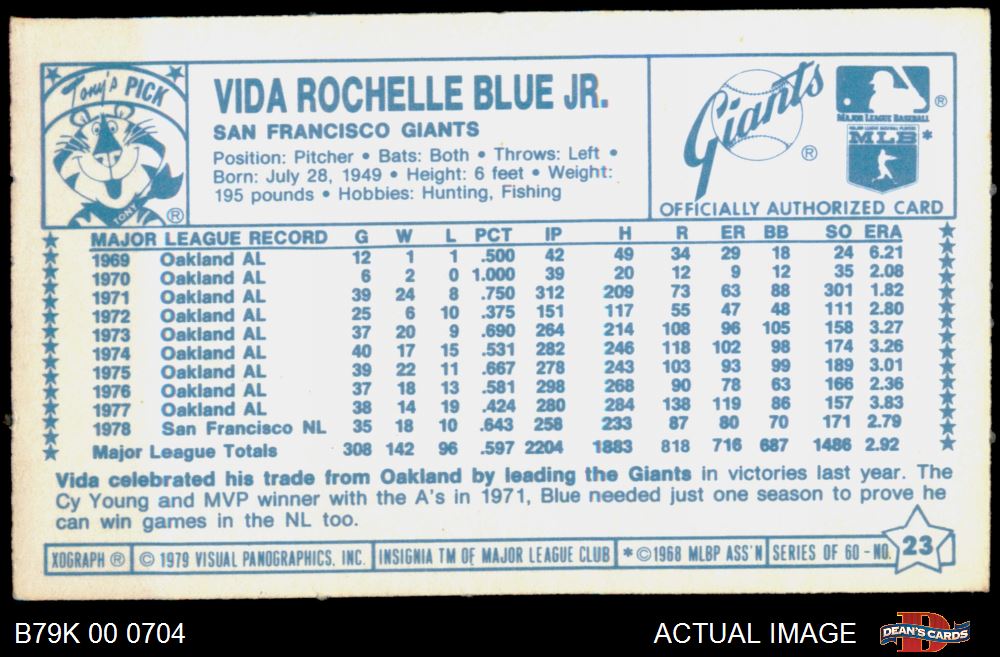 Tony's PICK
TONY
®
VIDA ROCHELLE BLUE JR.
SAN FRANCISCO GIANTS
Position: Pitcher • Bats: Both • Throws: Left •
Born: July 28, 1949 • Height: 6 feet • Weight:
195 pounds • Hobbies: Hunting, Fishing
Giants ®
MAJOR LEAGUE BASEBALL ®
MAJOR LEAGUE BASEBALL PLAYERS
MLB *
OFFICIALLY AUTHORIZED CARD
MAJOR LEAGUE RECORD G W L PCT IP H R ER BB SO ERA
1969 Oakland AL 12 1 1 .500 42 49 34 29 18 24 6.21
1970 Oakland AL 6 2 0 1.000 39 20 12 9 12 35 2.08
1971 Oakland AL 39 24 8 .750 312 209 73 63 88 301 1.82
1972 Oakland AL 25 6 10 .375 151 117 55 47 48 111 2.80
1973 Oakland AL 37 20 9 .690 264 214 108 96 105 158 3.27
1974 Oakland AL 40 17 15 .531 282 246 118 102 98 174 3.26
1975 Oakland AL 39 22 11 .667 278 243 103 93 99 189 3.01
1976 Oakland AL 37 18 13 .581 298 268 90 78 63 166 2.36
1977 Oakland AL 38 14 19 .424 280 284 138 119 86 157 3.83
1978 San Francisco NL 35 18 10 .643 258 233 87 80 70 171 2.79
Major League Totals 308 142 96 .597 2204 1883 818 716 687 1486 2.92
Vida celebrated his trade from Oakland by leading the Giants in victories last year. The
Cy Young and MVP winner with the A's in 1971, Blue needed just one season to prove he
can win games in the NL too.
XOGRAPH ® © 1979 VISUAL PANOGRAPHICS, INC. INSIGNIA TM OF MAJOR LEAGUE CLUB * © 1968 MLBP ASS'N SERIES OF 60 - NO. 23
B79K 00 0704
ACTUAL IMAGE
DEAN'S CARDS